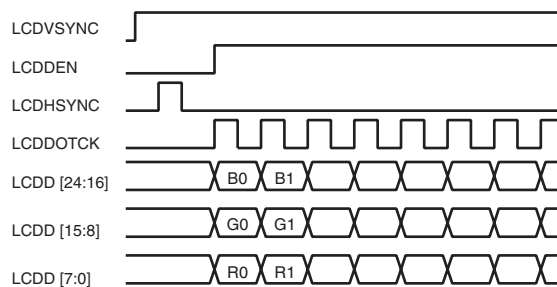 LCDVSYNC
LCDDEN
LCDHSYNC
LCDDOTCK
LCDD [24:16] B0 B1
LCDD [15:8] G0 G1
LCDD [7:0] R0 R1